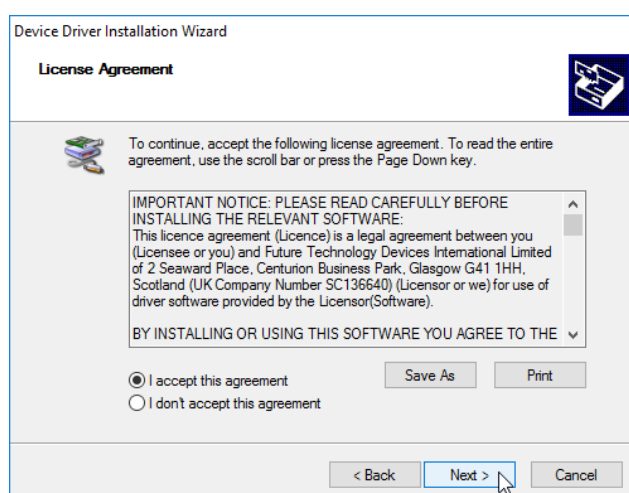 Device Driver Installation Wizard
License Agreement
To continue, accept the following license agreement. To read the entire
agreement, use the scroll bar or press the Page Down key.
IMPORTANT NOTICE: PLEASE READ CAREFULLY BEFORE
INSTALLING THE RELEVANT SOFTWARE:
This licence agreement (Licence) is a legal agreement between you
(Licensee or you) and Future Technology Devices International Limited
of 2 Seaward Place, Centurion Business Park, Glasgow G41 1HH,
Scotland (UK Company Number SC136640) (Licensor or we) for use of
driver software provided by the Licensor(Software).
BY INSTALLING OR USING THIS SOFTWARE YOU AGREE TO THE
I accept this agreement
Save As
Print
I don't accept this agreement
< Back
Next >
Cancel